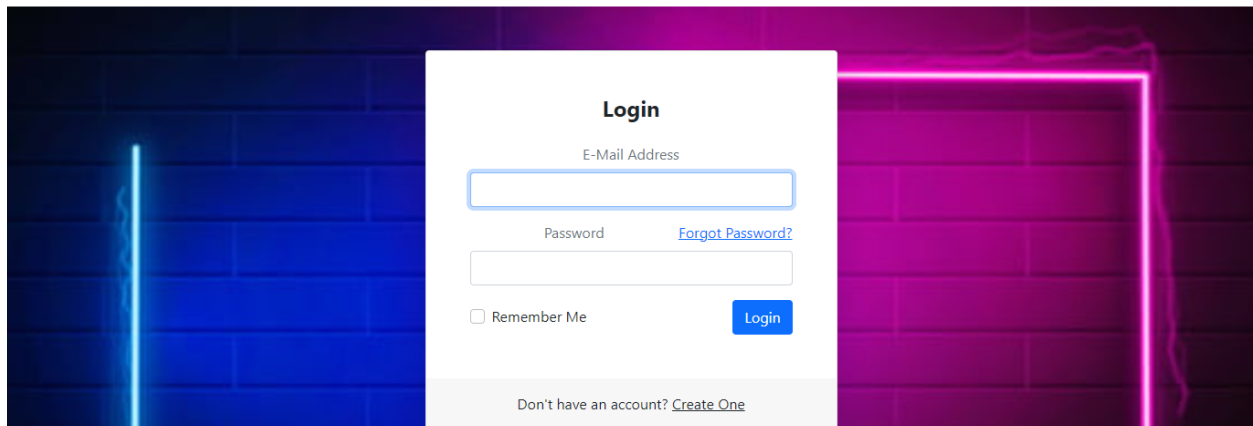 Login
E-Mail Address
Password Forgot Password?
Remember Me Login
Don't have an account? Create One